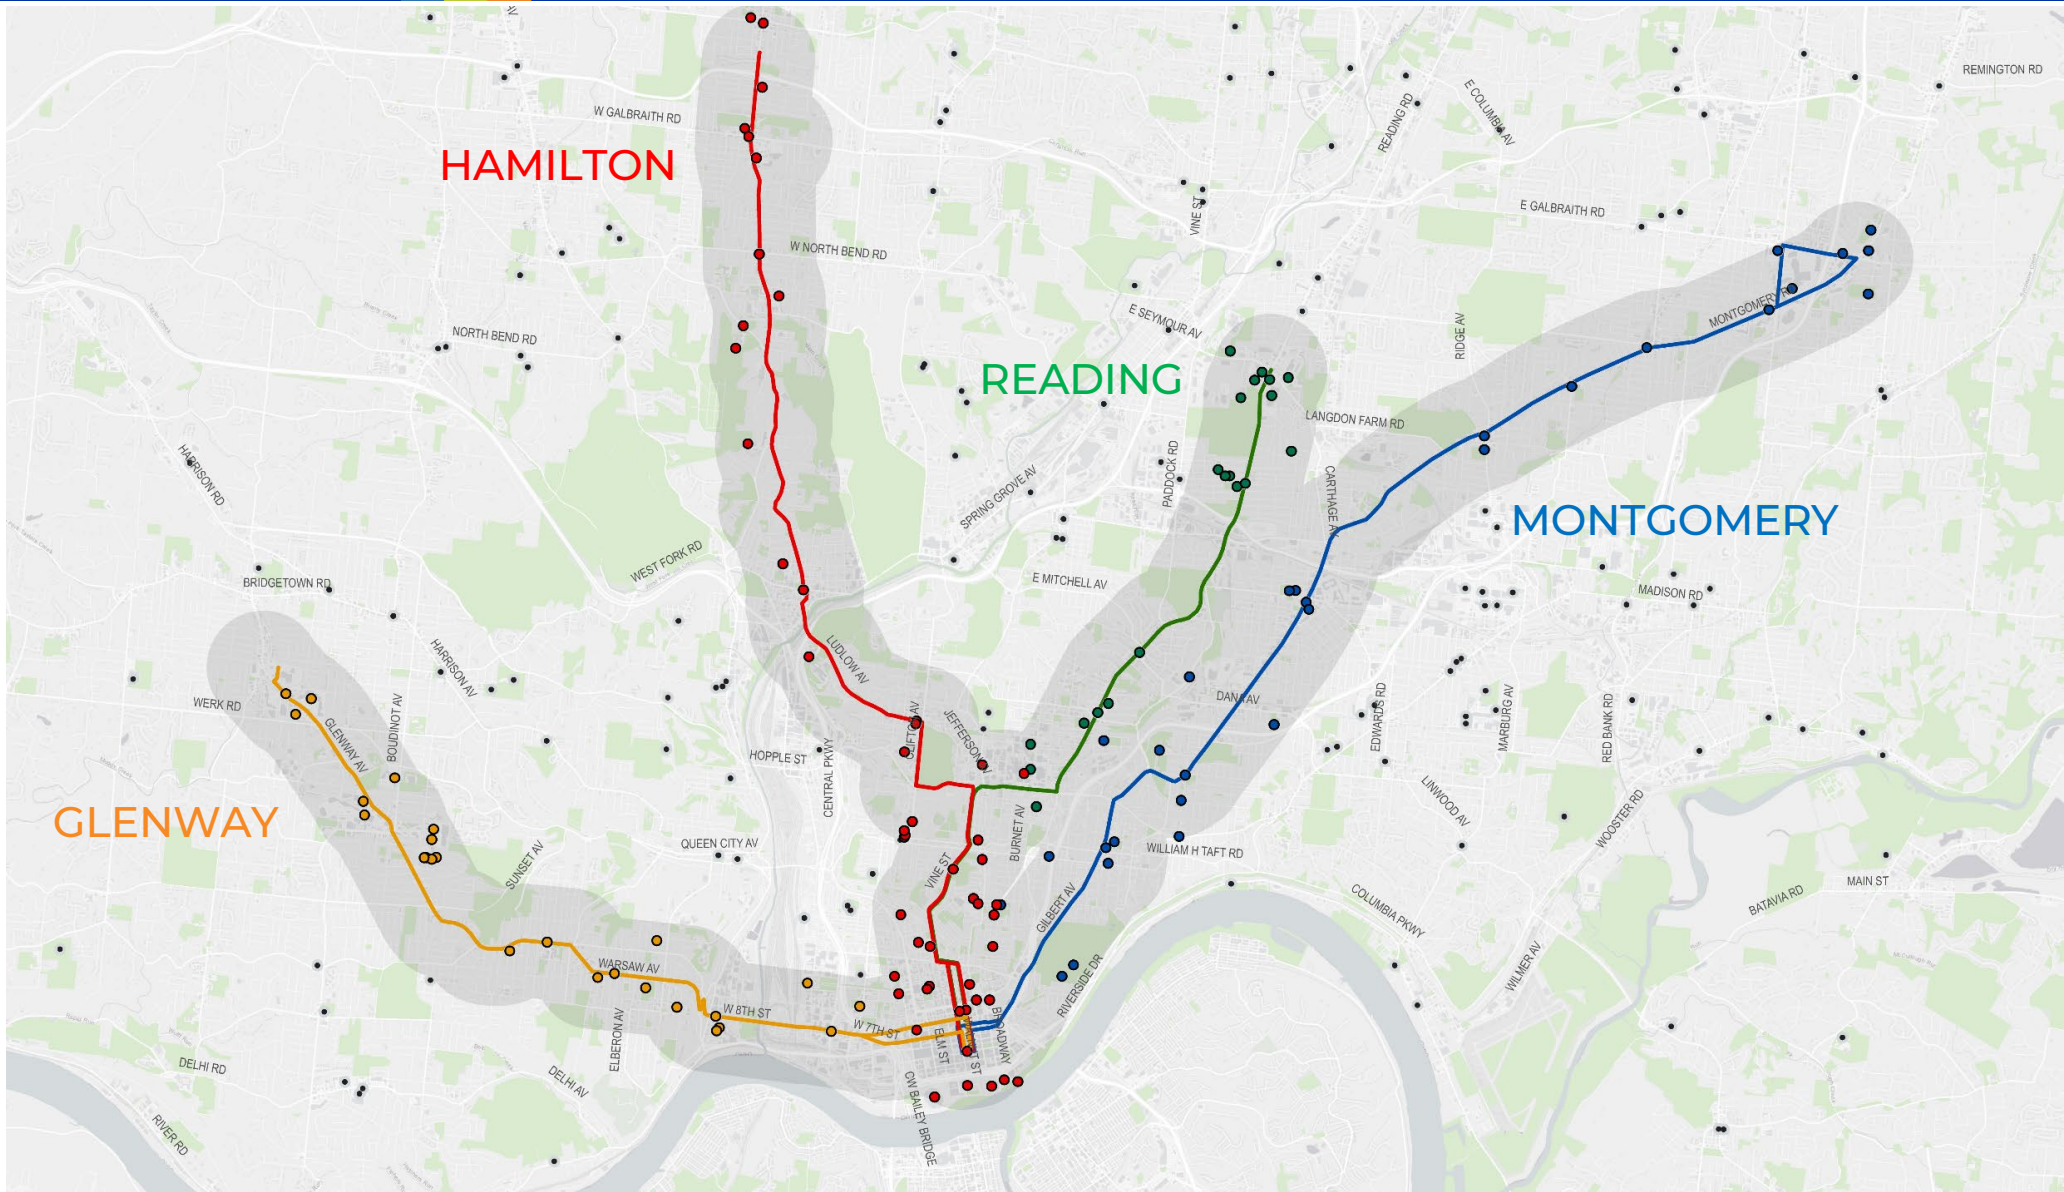 REMINGTON RD
W GALBRAITH RD
READING RD
E COLUMBIA AV
HAMILTON
VINE ST
E GALBRAITH RD
W NORTH BEND RD
NORTH BEND RD
E SEYMOUR AV
RIDGE AV
MONTGOMERY R
READING
LANGDON FARM RD
HARRISON RD
PADDOCK RD
SPRING GROVE AV
CARTHAGE A
MONTGOMERY
WEST FORK RD
BRIDGETOWN RD
E MITCHELL AV
MADISON RD
HARRISON AV
LUDLOW AV
WERK RD
BOUDINOT AV
GLENWAY AV
CLIFTON AV
JEFFERSON AV
DANA AV
EDWARDS RD
MARBURG AV
RED BANK RD
HOPPLE ST
CENTRAL PKWY
GLENWAY
LINWOOD AV
WOOSTER RD
QUEEN CITY AV
BURNET AV
WILLIAM H TAFT RD
SUNSET AV
VINE ST
MAIN ST
GILBERT AV
COLUMBIA PKWY
BATAVIA RD
WARSAW AV
RIVERSIDE DR
WILMER AV
W 8TH ST
W 7TH ST
ELBERON AV
ELM ST
BROADWAY
DELHI RD
DELHI AV
CW BAILEY BRIDGE
RIVER RD